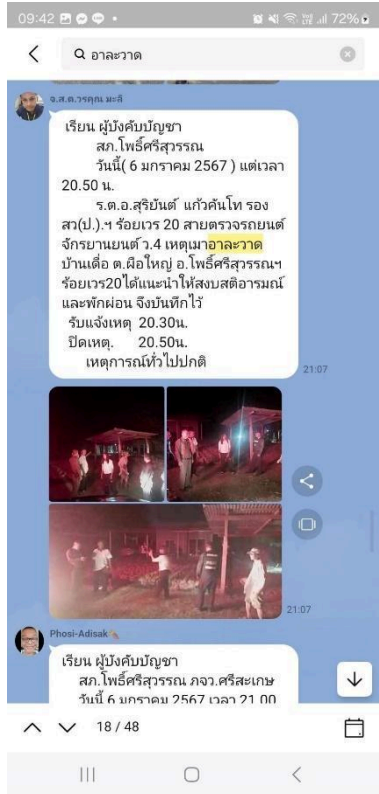 09:42
72%
อาละวาด
จ.ส.ต.วรคุณ มะลิ
เรียน ผู้บังคับบัญชา
สภ.โพธิ์ศรีสุวรรณ
วันนี้( 6 มกราคม 2567 ) แต่เวลา
20.50 น.
ร.ต.อ.สุริยันต์ แก้วคันโท รอง
สว(ป.).ฯ ร้อยเวร 20 สายตรวจรถยนต์
จักรยานยนต์ ว.4 เหตุเมาอาละวาด
บ้านเดื่อ ต.ผือใหญ่ อ.โพธิ์ศรีสุวรรณฯ
ร้อยเวร20ได้แนะนำให้สงบสติอารมณ์
และพักผ่อน จึงบันทึกไว้
รับแจ้งเหตุ 20.30น.
ปิดเหตุ. 20.50น.
เหตุการณ์ทั่วไปปกติ
21:07
21:07
Phosi-Adisak
เรียน ผู้บังคับบัญชา
สภ.โพธิ์ศรีสุวรรณ ภจว.ศรีสะเกษ
วันที่ 6 มกราคม 2567 เวลา 21.00
18 / 48